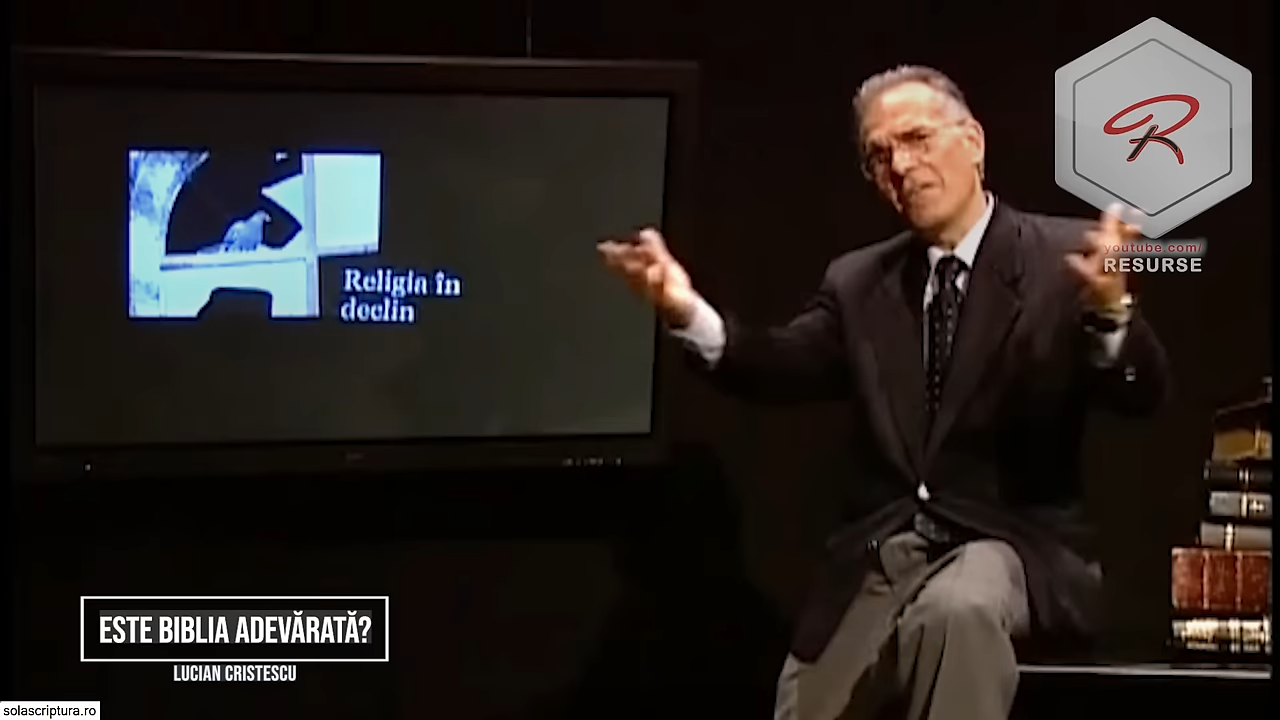 Religia în
declin
R
youtube.com/
RESURSE
ESTE BIBLIA ADEVĂRATĂ?
LUCIAN CRISTESCU
solascriptura.ro